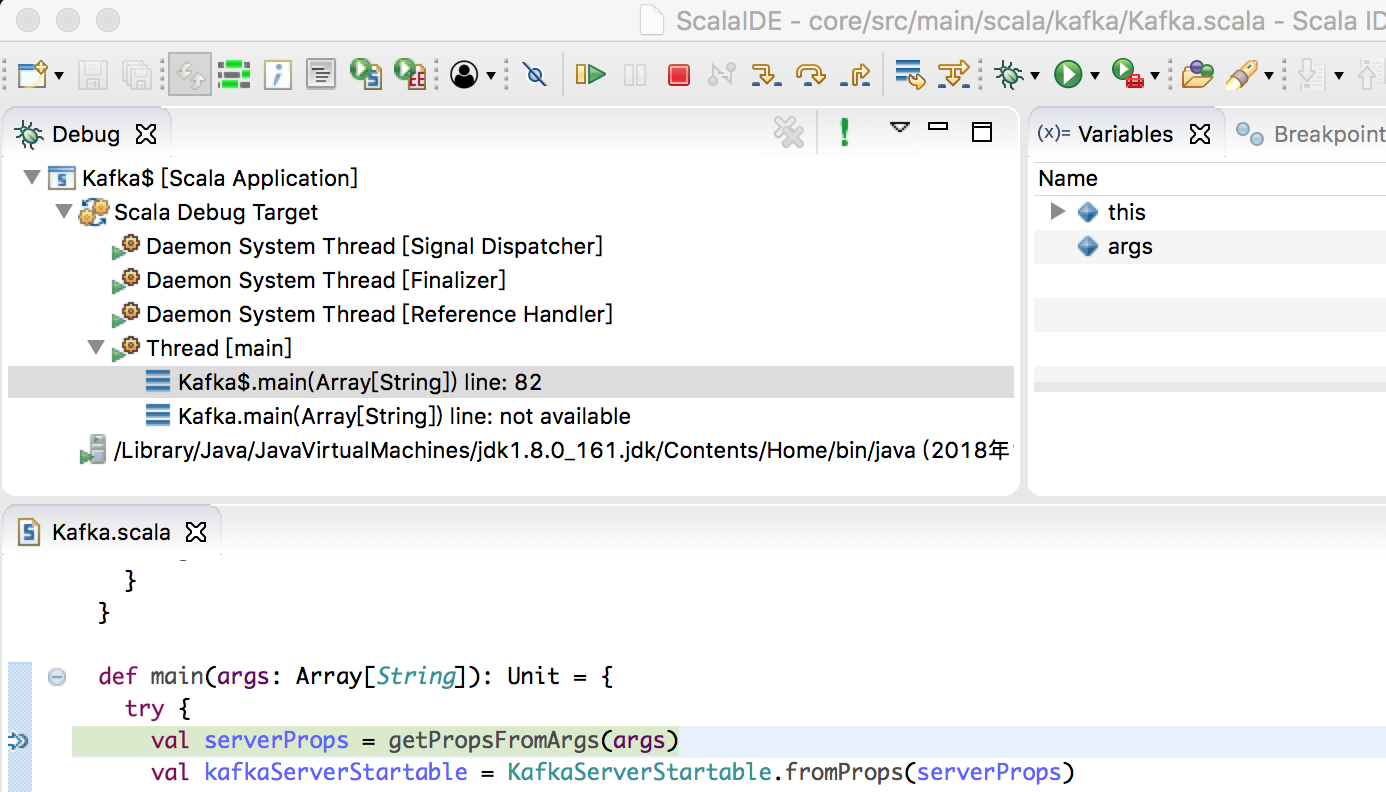 ScalaIDE - core/src/main/scala/kafka/Kafka.scala - Scala ID
Debug
(x)= Variables
Breakpoint
Name
Kafka$ [Scala Application]
this
Scala Debug Target
args
Daemon System Thread [Signal Dispatcher]
Daemon System Thread [Finalizer]
Daemon System Thread [Reference Handler]
Thread [main]
Kafka$.main(Array[String]) line: 82
Kafka.main(Array[String]) line: not available
/Library/Java/JavaVirtualMachines/jdk1.8.0_161.jdk/Contents/Home/bin/java (2018年
Kafka.scala
}
}
def main(args: Array[String]): Unit = {
try {
val serverProps = getPropsFromArgs(args)
val kafkaServerStartable = KafkaServerStartable.fromProps(serverProps)